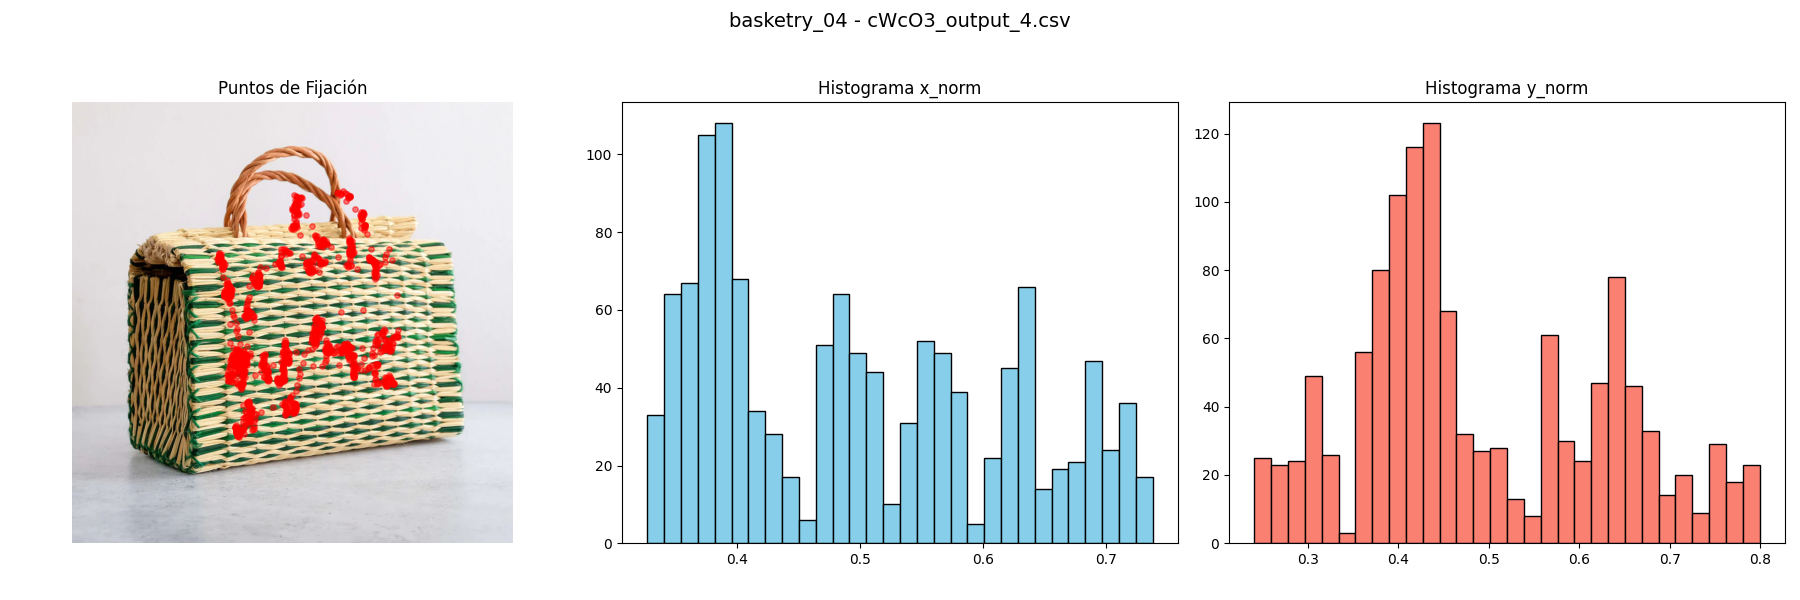 basketry_04 - cWcO3_output_4.csv
Puntos de Fijación
Histograma x_norm
Histograma y_norm
100
80
60
40
20
0
0.4 0.5 0.6 0.7
120
100
80
60
40
20
0
0.3 0.4 0.5 0.6 0.7 0.8